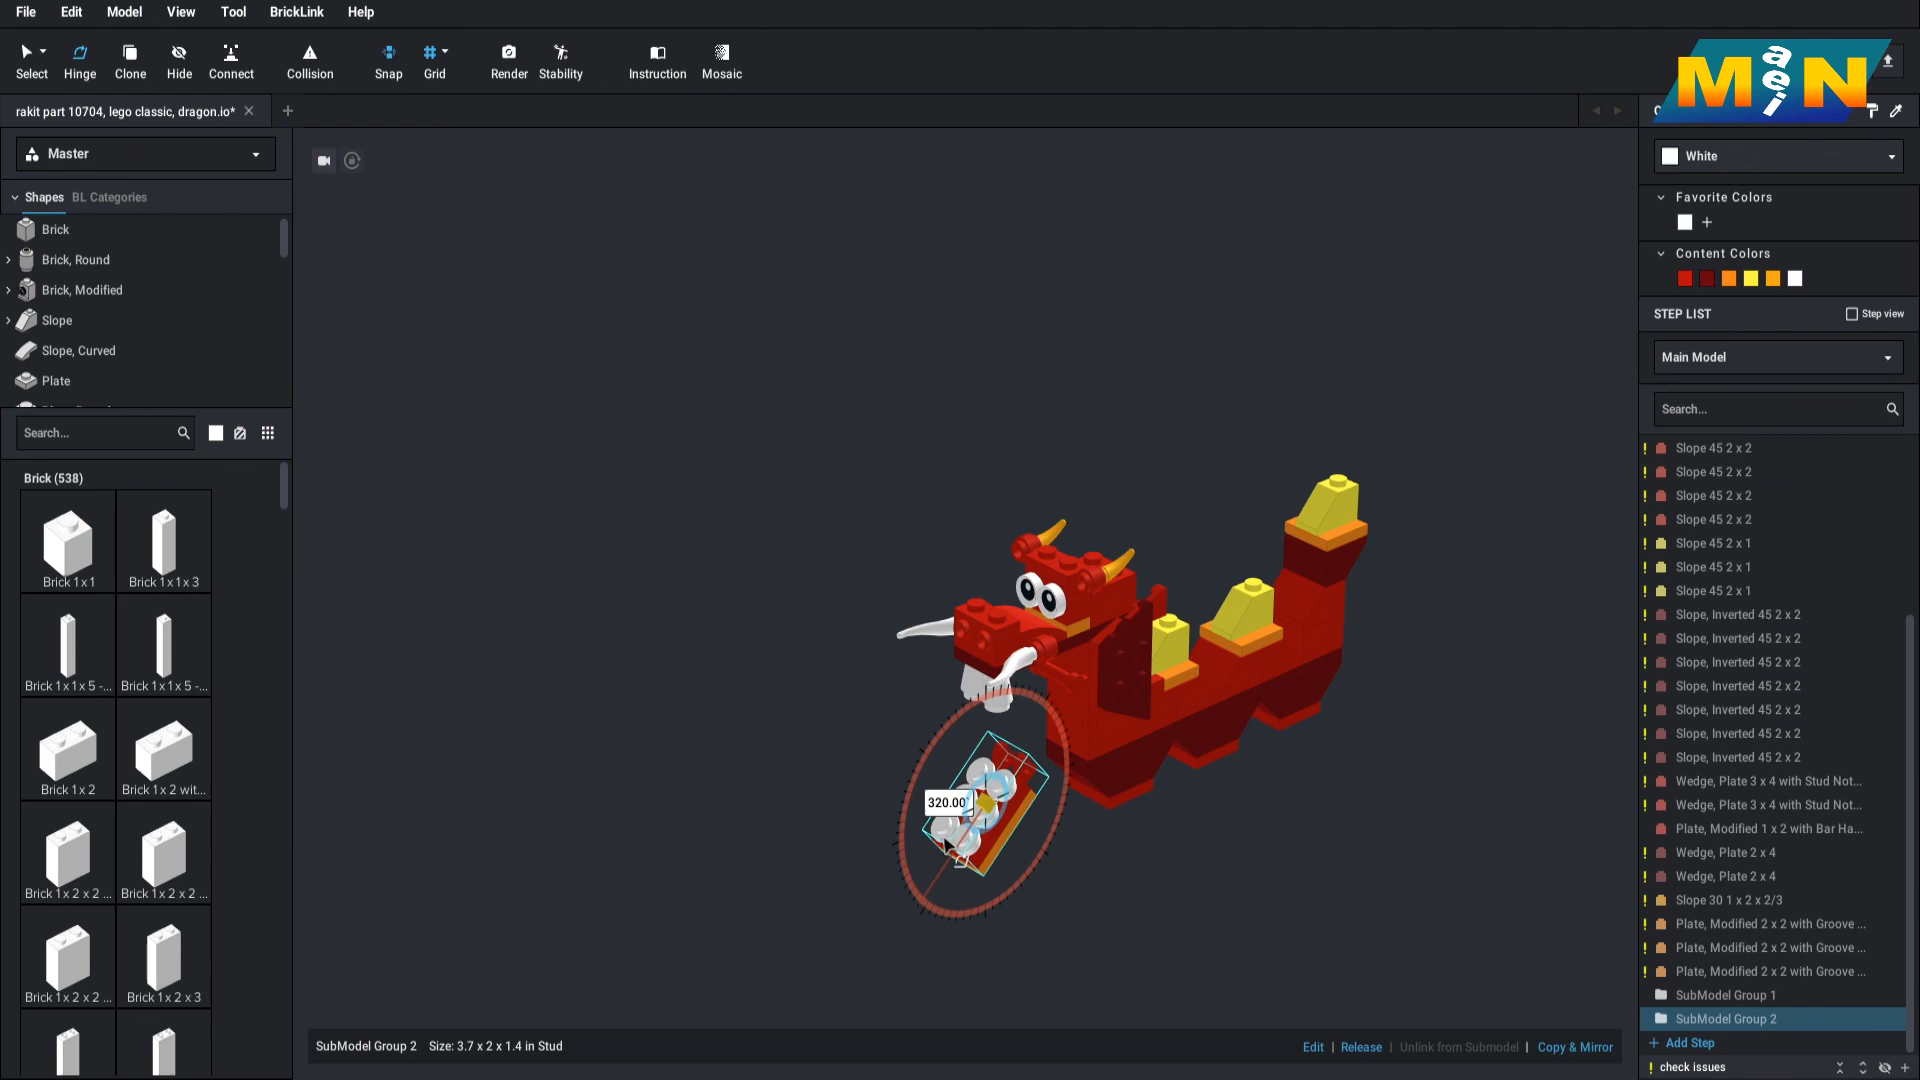 File Edit Model View Tool BrickLink Help
Select Hinge Clone Hide Connect Collision Snap Grid Render Stability Instruction Mosaic
MaeiN
rakit part 10704, lego classic, dragon.io*
Master
White
Shapes BL Categories
Favorite Colors
Brick
Brick, Round
Content Colors
Brick, Modified
Slope
STEP LIST Step view
Slope, Curved
Main Model
Plate
Search...
Search...
Brick (538)
Brick 1 x 1
Brick 1 x 1 x 3
Brick 1 x 1 x 5 -...
Brick 1 x 1 x 5 -...
Brick 1 x 2
Brick 1 x 2 wit...
Brick 1 x 2 x 2 ...
Brick 1 x 2 x 2 ...
Brick 1 x 2 x 2 ...
Brick 1 x 2 x 3
320.00°
Slope 45 2 x 2
Slope 45 2 x 2
Slope 45 2 x 2
Slope 45 2 x 2
Slope 45 2 x 1
Slope 45 2 x 1
Slope 45 2 x 1
Slope, Inverted 45 2 x 2
Slope, Inverted 45 2 x 2
Slope, Inverted 45 2 x 2
Slope, Inverted 45 2 x 2
Slope, Inverted 45 2 x 2
Slope, Inverted 45 2 x 2
Slope, Inverted 45 2 x 2
Wedge, Plate 3 x 4 with Stud Not...
Wedge, Plate 3 x 4 with Stud Not...
Plate, Modified 1 x 2 with Bar Ha...
Wedge, Plate 2 x 4
Wedge, Plate 2 x 4
Slope 30 1 x 2 x 2/3
Plate, Modified 2 x 2 with Groove ...
Plate, Modified 2 x 2 with Groove ...
Plate, Modified 2 x 2 with Groove ...
SubModel Group 1
SubModel Group 2
+ Add Step
! check issues
SubModel Group 2 Size: 3.7 x 2 x 1.4 in Stud
Edit | Release | Unlink from Submodel | Copy & Mirror